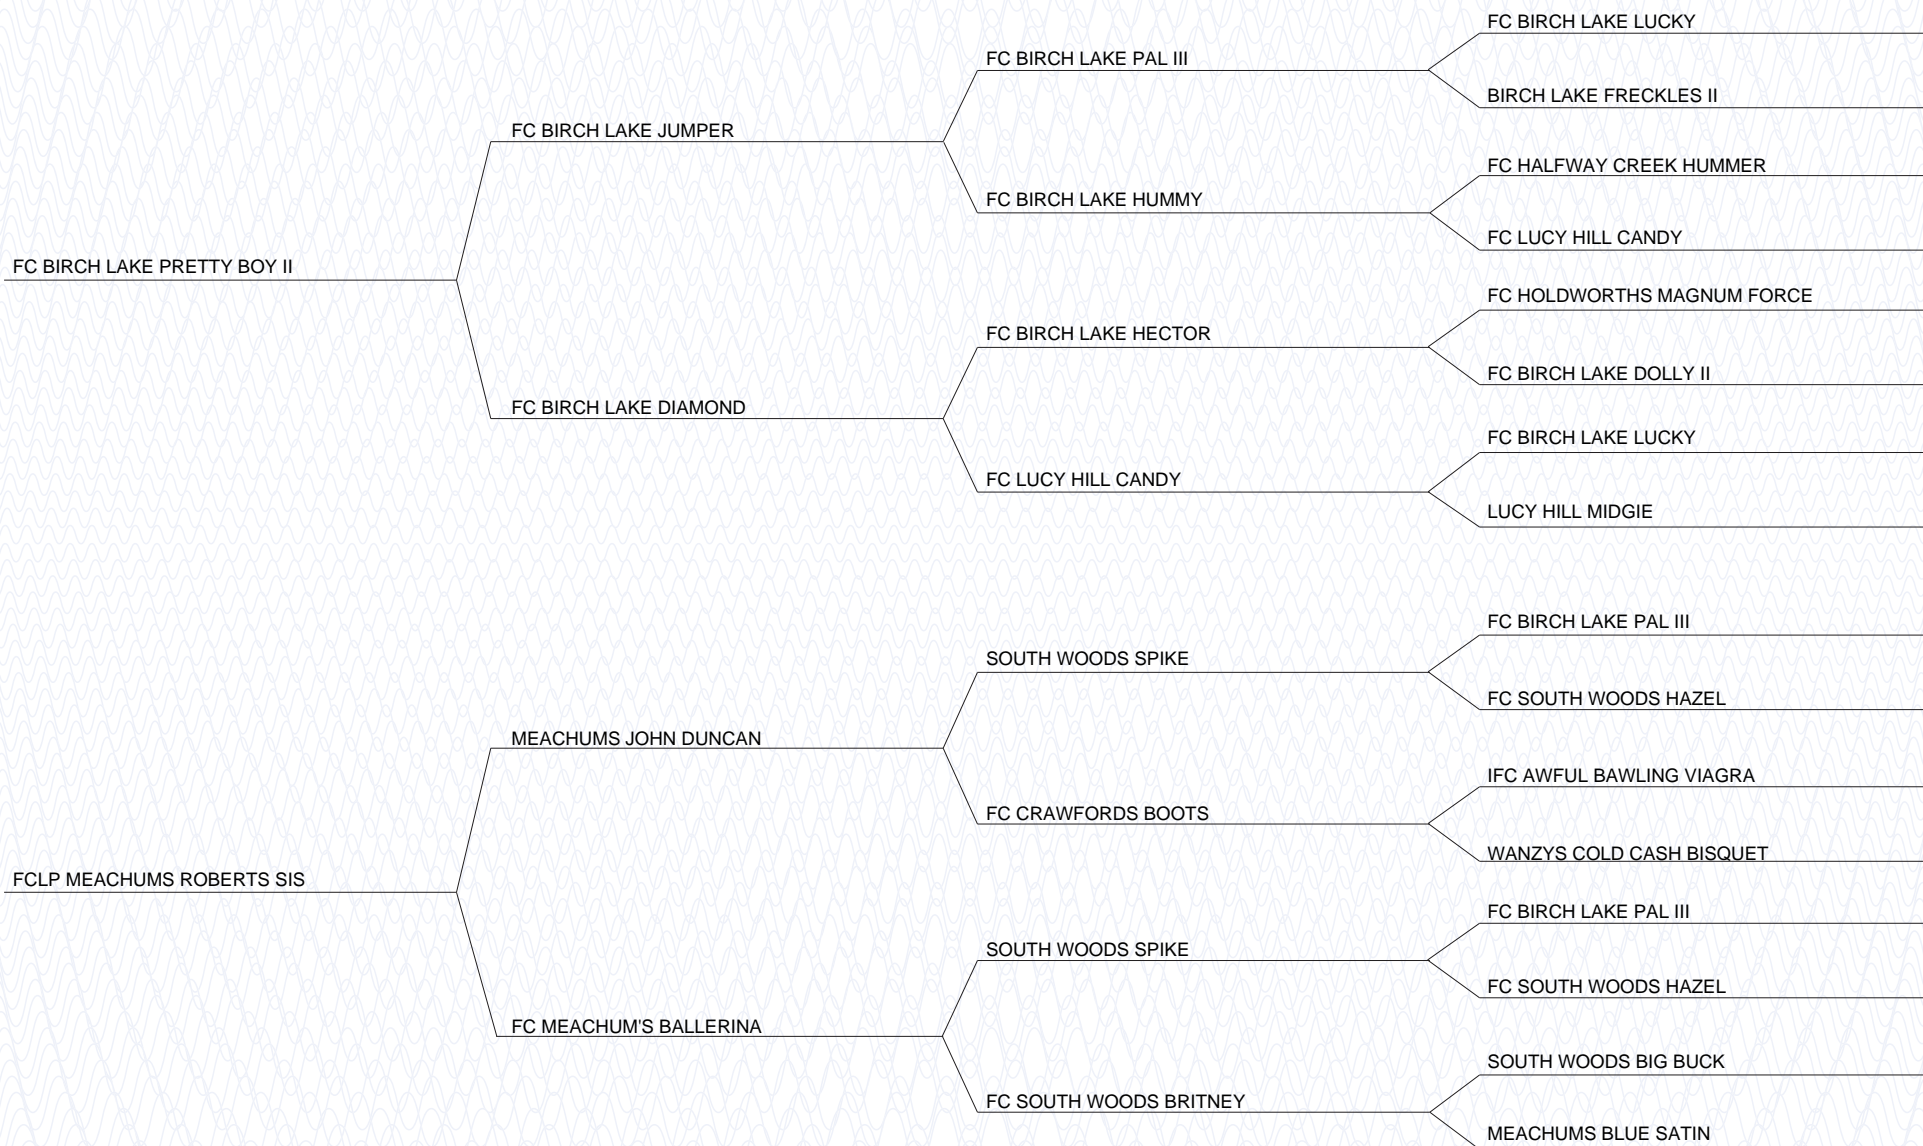 FC BIRCH LAKE LUCKY
FC BIRCH LAKE PAL III
BIRCH LAKE FRECKLES II
FC BIRCH LAKE JUMPER
FC HALFWAY CREEK HUMMER
FC BIRCH LAKE HUMMY
FC LUCY HILL CANDY
FC BIRCH LAKE PRETTY BOY II
FC HOLDWORTHS MAGNUM FORCE
FC BIRCH LAKE HECTOR
FC BIRCH LAKE DOLLY II
FC BIRCH LAKE DIAMOND
FC BIRCH LAKE LUCKY
FC LUCY HILL CANDY
LUCY HILL MIDGIE
FC BIRCH LAKE PAL III
SOUTH WOODS SPIKE
FC SOUTH WOODS HAZEL
MEACHUMS JOHN DUNCAN
IFC AWFUL BAWLING VIAGRA
FC CRAWFORDS BOOTS
WANZYS COLD CASH BISQUET
FCLP MEACHUMS ROBERTS SIS
FC BIRCH LAKE PAL III
SOUTH WOODS SPIKE
FC SOUTH WOODS HAZEL
FC MEACHUM'S BALLERINA
SOUTH WOODS BIG BUCK
FC SOUTH WOODS BRITNEY
MEACHUMS BLUE SATIN